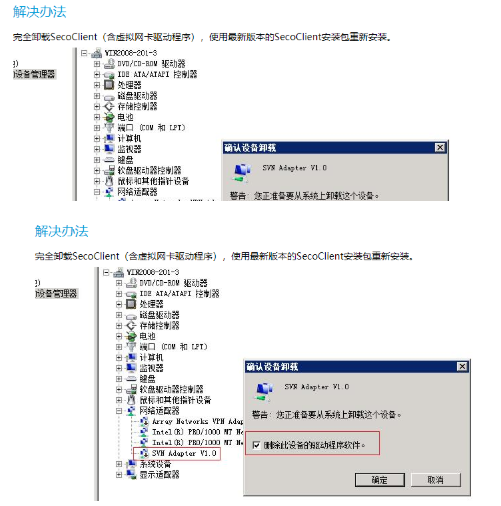 解决办法
完全卸载SecoClient（含虚拟网卡驱动程序），使用最新版本的SecoClient安装包重新安装。
设备管理器
WIN2008-201-3
DVD/CD-ROM 驱动器
IDE ATA/ATAPI 控制器
处理器
磁盘驱动器
存储控制器
电池
端口 (COM 和 LPT)
计算机
监视器
键盘
软盘驱动器控制器
鼠标和其他指针设备
网络适配器
确认设备卸载
SVN Adapter V1.0
警告: 您正准备要从系统上卸载这个设备。
解决办法
完全卸载SecoClient（含虚拟网卡驱动程序），使用最新版本的SecoClient安装包重新安装。
设备管理器
WIN2008-201-3
DVD/CD-ROM 驱动器
IDE ATA/ATAPI 控制器
处理器
磁盘驱动器
存储控制器
电池
端口 (COM 和 LPT)
计算机
监视器
键盘
软盘驱动器控制器
鼠标和其他指针设备
网络适配器
Array Networks VPN Adap
Intel(R) PRO/1000 MT Ne
Intel(R) PRO/1000 MT Ne
SVN Adapter V1.0
系统设备
显示适配器
确认设备卸载
SVN Adapter V1.0
警告: 您正准备要从系统上卸载这个设备。
删除此设备的驱动程序软件。
确定
取消